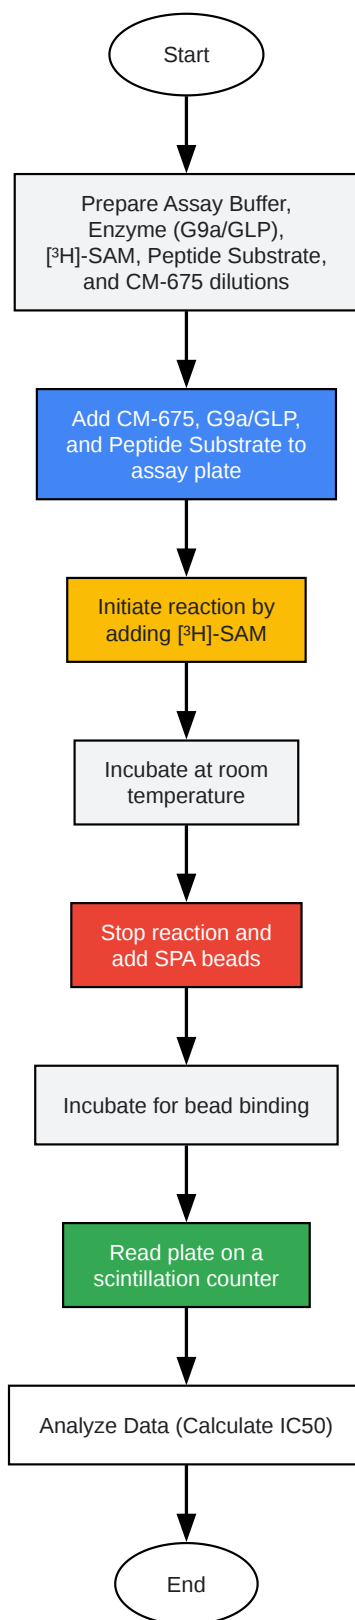 Start
Prepare Assay Buffer,
Enzyme (G9a/GLP),
[³H]-SAM, Peptide Substrate,
and CM-675 dilutions
Add CM-675, G9a/GLP,
and Peptide Substrate to
assay plate
Initiate reaction by
adding [³H]-SAM
Incubate at room
temperature
Stop reaction and
add SPA beads
Incubate for bead binding
Read plate on a
scintillation counter
Analyze Data (Calculate IC50)
End